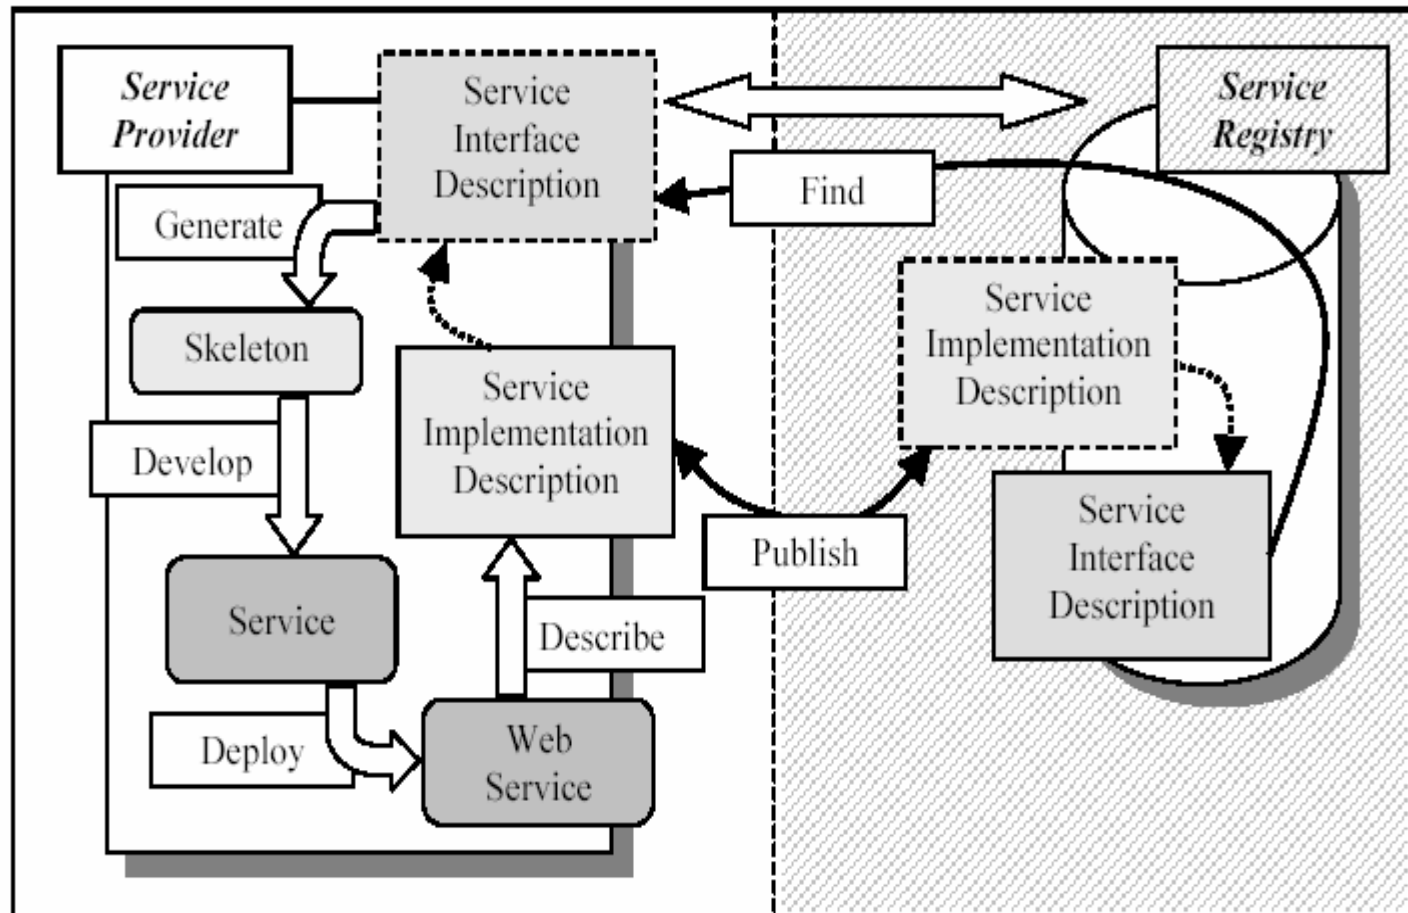 Service
Provider
Service
Interface
Description
Service
Registry
Find
Generate
Skeleton
Service
Implementation
Description
Service
Implementation
Description
Develop
Publish
Service
Interface
Description
Service
Describe
Deploy
Web
Service